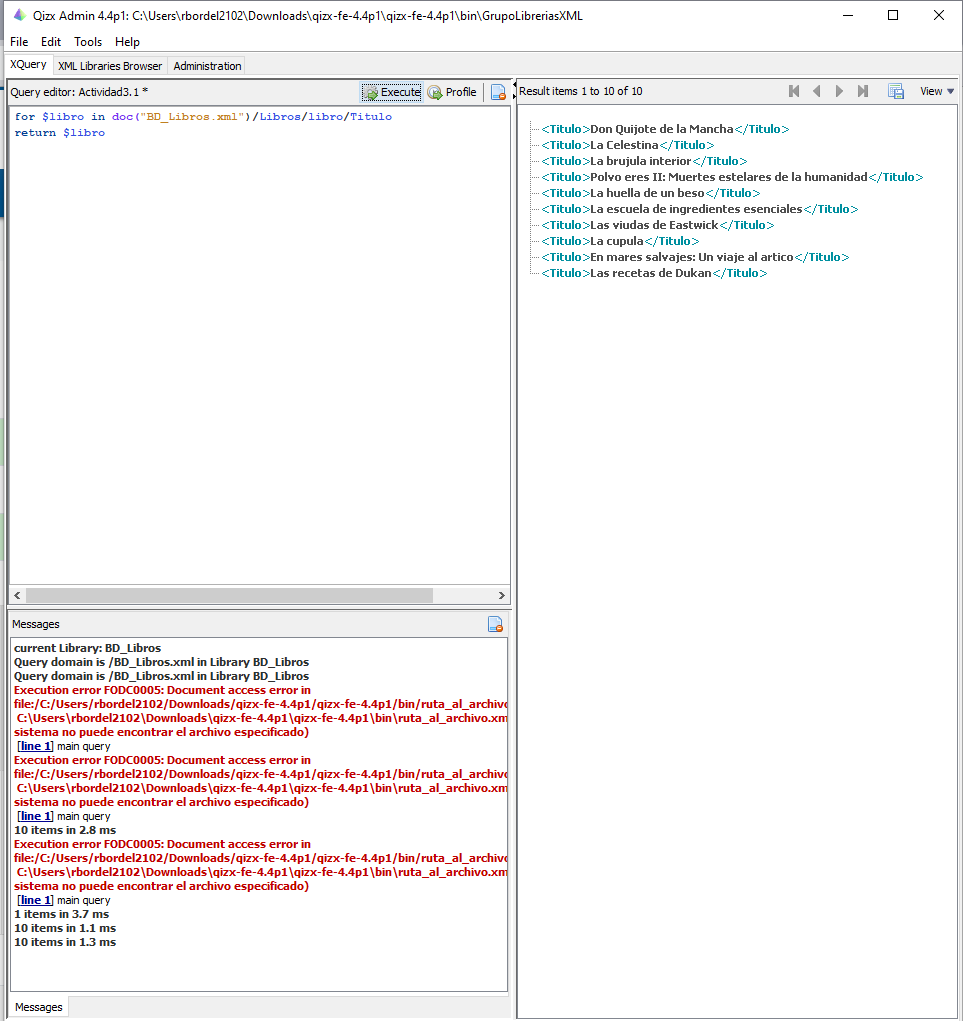 Qizx Admin 4.4p1: C:\Users\rbordel2102\Downloads\qizx-fe-4.4p1\qizx-fe-4.4p1\bin\GrupoLibreriasXML
File Edit Tools Help
XQuery XML Libraries Browser Administration
Query editor: Actividad3.1 * Execute Profile
for $libro in doc("BD_Libros.xml")/Libros/libro/Titulo
return $libro
Messages
current Library: BD_Libros
Query domain is /BD_Libros.xml in Library BD_Libros
Query domain is /BD_Libros.xml in Library BD_Libros
Execution error FODC0005: Document access error in
file:/C:/Users/rbordel2102/Downloads/qizx-fe-4.4p1/qizx-fe-4.4p1/bin/ruta_al_archivo
C:\Users\rbordel2102\Downloads\qizx-fe-4.4p1\qizx-fe-4.4p1\bin\ruta_al_archivo.xm
sistema no puede encontrar el archivo especificado)
[line 1] main query
Execution error FODC0005: Document access error in
file:/C:/Users/rbordel2102/Downloads/qizx-fe-4.4p1/qizx-fe-4.4p1/bin/ruta_al_archivo
C:\Users\rbordel2102\Downloads\qizx-fe-4.4p1\qizx-fe-4.4p1\bin\ruta_al_archivo.xm
sistema no puede encontrar el archivo especificado)
[line 1] main query
10 items in 2.8 ms
Execution error FODC0005: Document access error in
file:/C:/Users/rbordel2102/Downloads/qizx-fe-4.4p1/qizx-fe-4.4p1/bin/ruta_al_archivo
C:\Users\rbordel2102\Downloads\qizx-fe-4.4p1\qizx-fe-4.4p1\bin\ruta_al_archivo.xm
sistema no puede encontrar el archivo especificado)
[line 1] main query
1 items in 3.7 ms
10 items in 1.1 ms
10 items in 1.3 ms
Messages
Result items 1 to 10 of 10 View
<Titulo>Don Quijote de la Mancha</Titulo>
<Titulo>La Celestina</Titulo>
<Titulo>La brujula interior</Titulo>
<Titulo>Polvo eres II: Muertes estelares de la humanidad</Titulo>
<Titulo>La huella de un beso</Titulo>
<Titulo>La escuela de ingredientes esenciales</Titulo>
<Titulo>Las viudas de Eastwick</Titulo>
<Titulo>La cupula</Titulo>
<Titulo>En mares salvajes: Un viaje al artico</Titulo>
<Titulo>Las recetas de Dukan</Titulo>